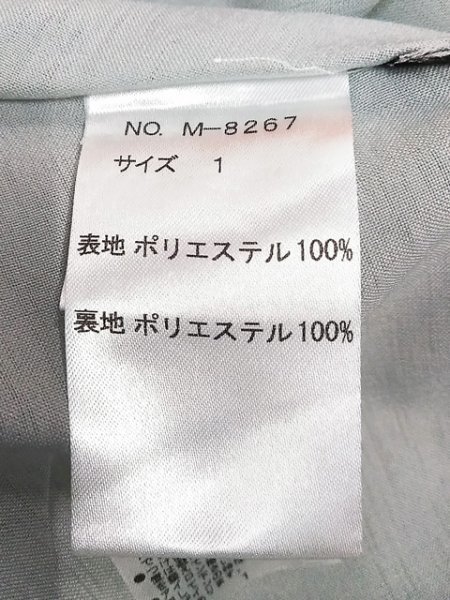 NO. M-8267
サイズ 1
表地 ポリエステル100%
裏地 ポリエステル100%